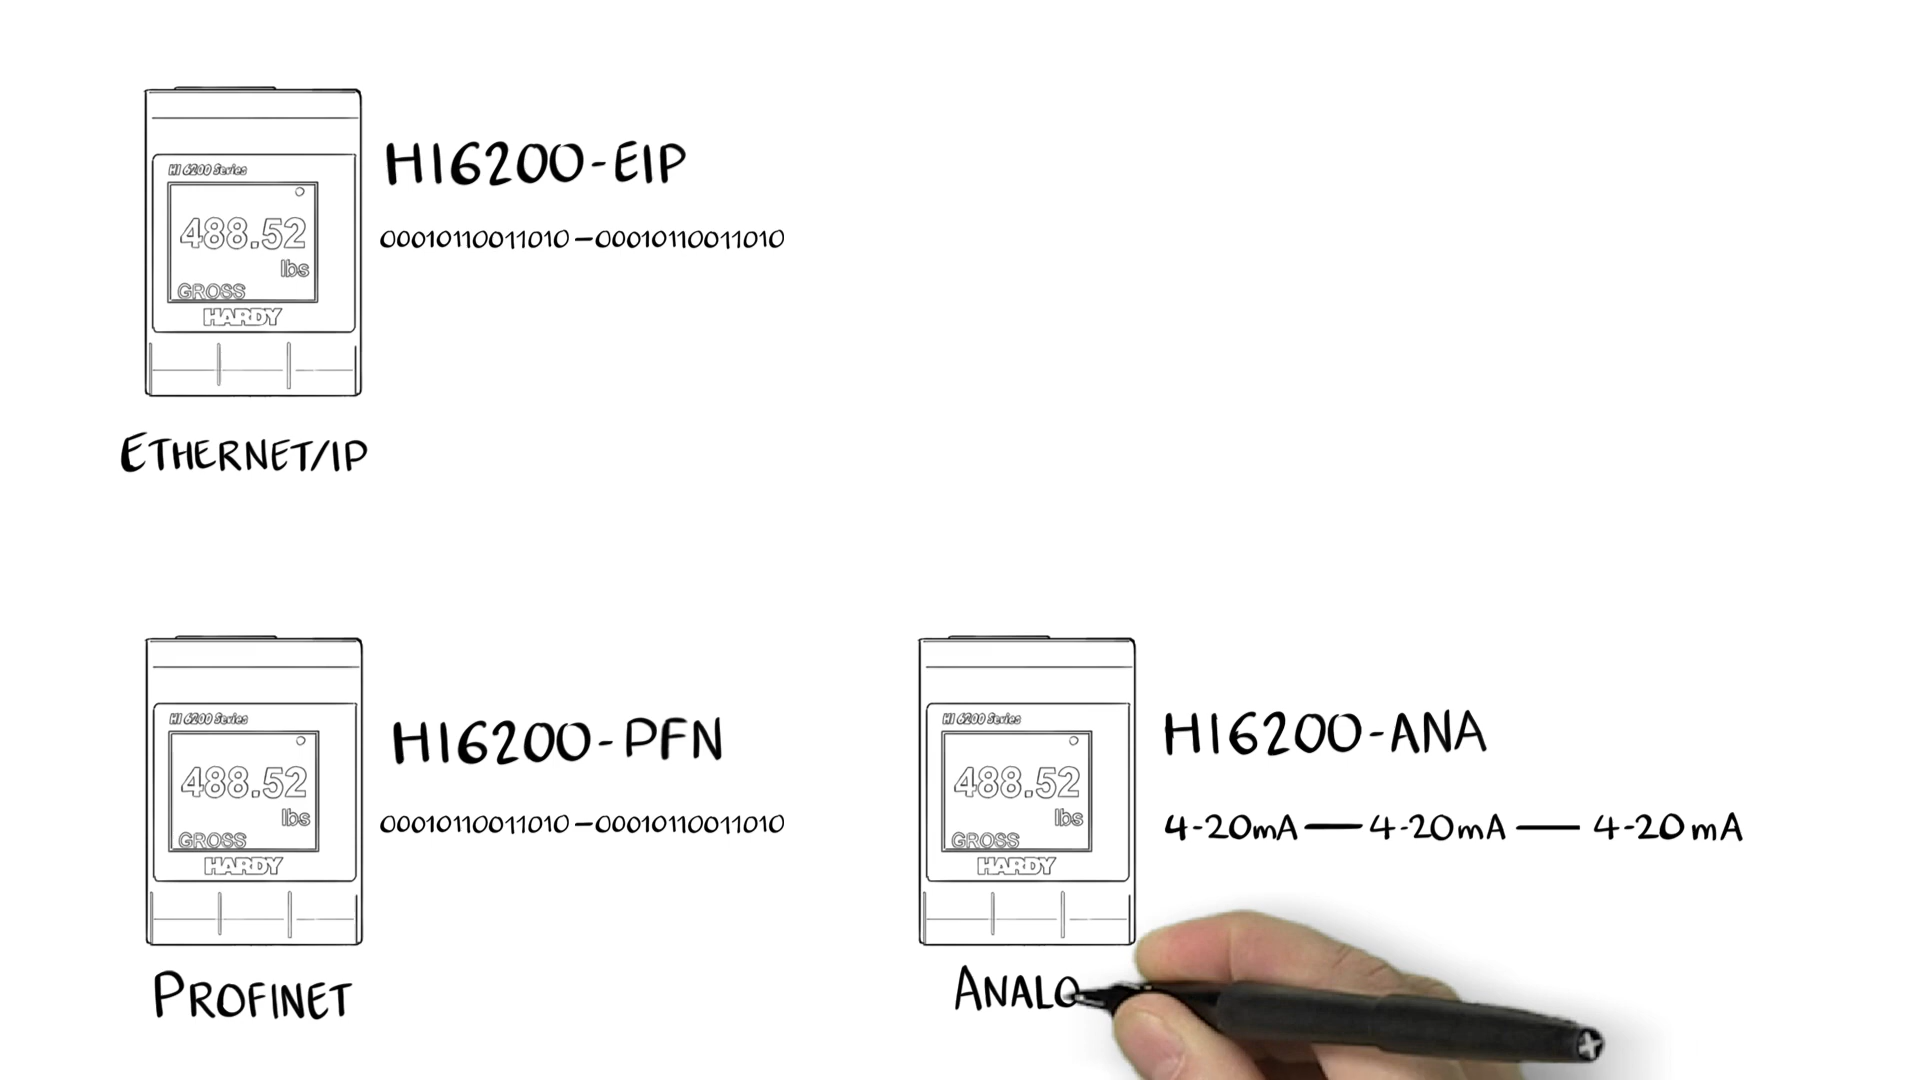 HI 6200 Series
488.52
lbs
GROSS
HARDY
HI6200-EIP
00010110011010-00010110011010
ETHERNET/IP
HI 6200 Series
488.52
lbs
GROSS
HARDY
HI6200-PFN
00010110011010-00010110011010
PROFINET
HI 6200 Series
488.52
lbs
GROSS
HARDY
HI6200-ANA
4-20mA — 4-20mA — 4-20mA
ANALO